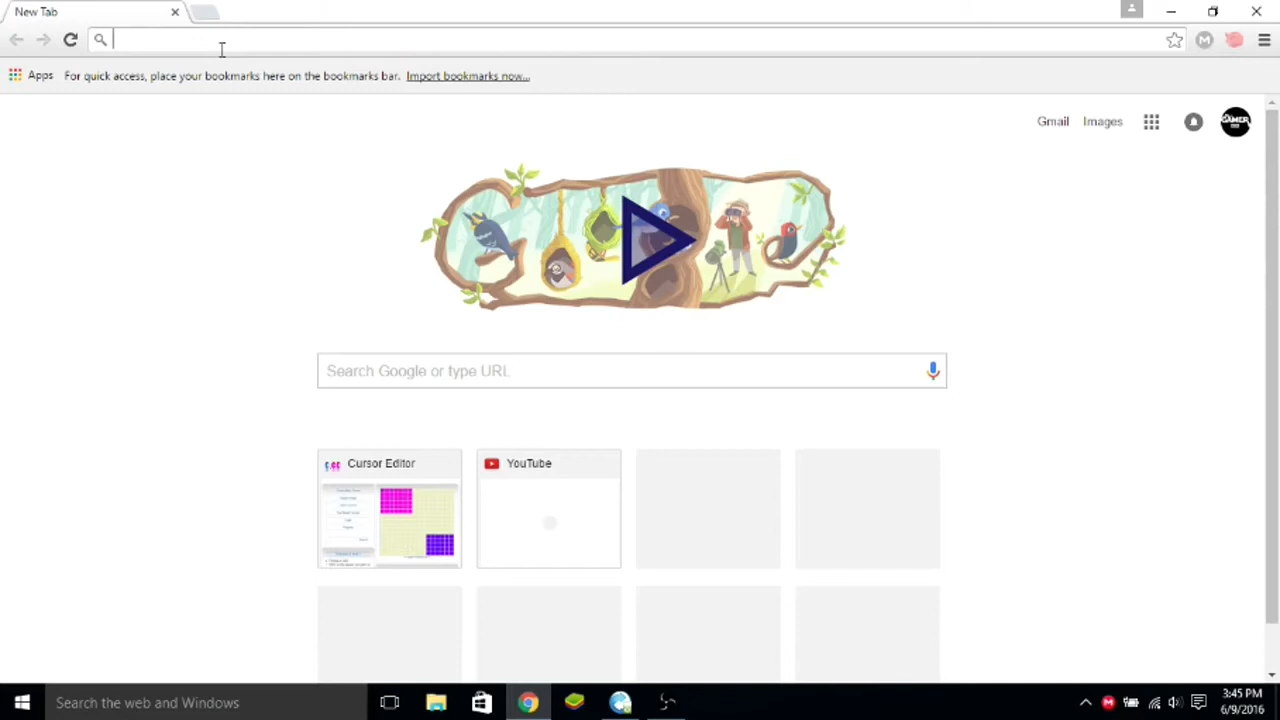 New Tab
Apps For quick access, place your bookmarks here on the bookmarks bar. Import bookmarks now...
Gmail Images
GAMER
Search Google or type URL
Cursor Editor
YouTube
Search the web and Windows
3:45 PM
6/9/2016